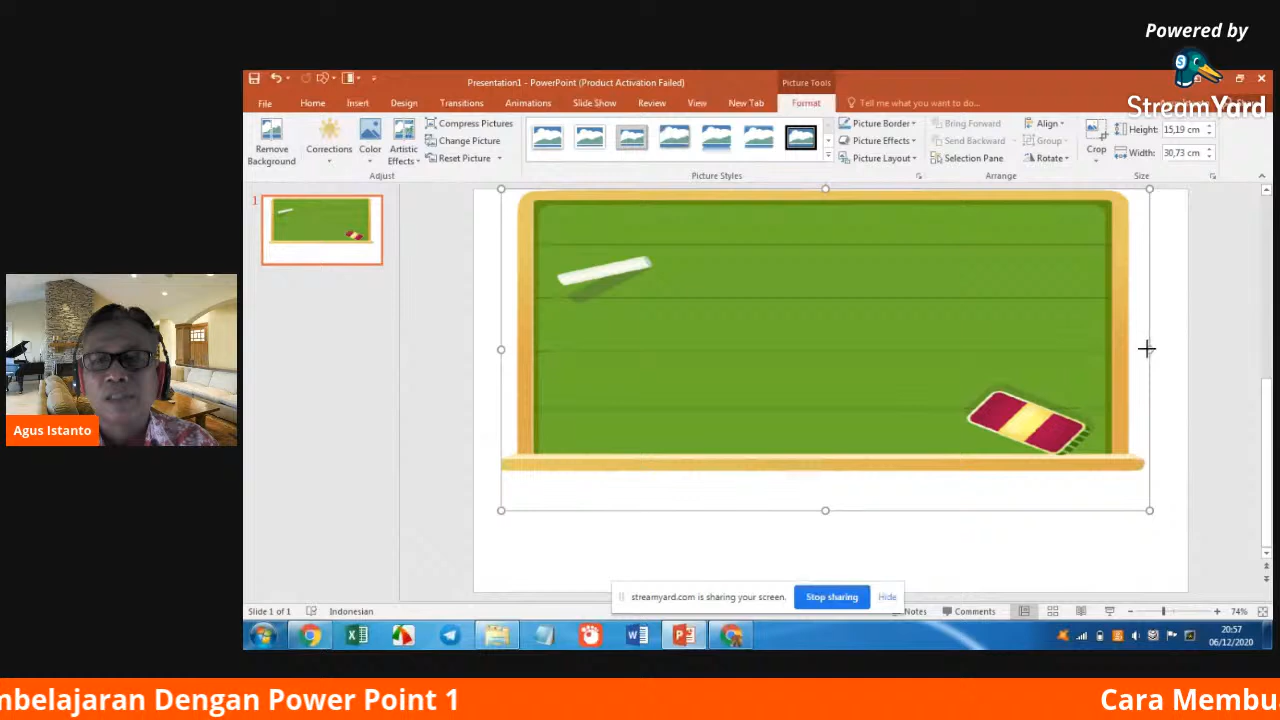 Powered by
StreamYard
Presentation1 - PowerPoint (Product Activation Failed)
Picture Tools
File Home Insert Design Transitions Animations Slide Show Review View New Tab Format Tell me what you want to do...
Remove Background
Corrections
Color
Artistic Effects
Compress Pictures
Change Picture
Reset Picture
Adjust
Picture Styles
Picture Border
Picture Effects
Picture Layout
Bring Forward
Send Backward
Selection Pane
Align
Group
Rotate
Arrange
Crop
Height: 15,19 cm
Width: 30,73 cm
Size
1
Agus Istanto
streamyard.com is sharing your screen. Stop sharing Hide
Slide 1 of 1 Indonesian Notes Comments 74%
20:57
06/12/2020
mbelajaran Dengan Power Point 1 Cara Membu